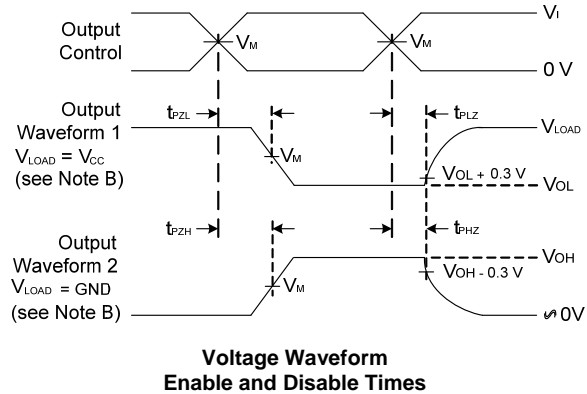 Output
Control
VM
VM
VI
0 V
Output
Waveform 1
VLOAD = VCC
(see Note B)
tPZL
VM
tPLZ
VLOAD
VOL + 0.3 V
VOL
Output
Waveform 2
VLOAD = GND
(see Note B)
tPZH
VM
tPHZ
VOH
VOH - 0.3 V
∽0V
Voltage Waveform
Enable and Disable Times